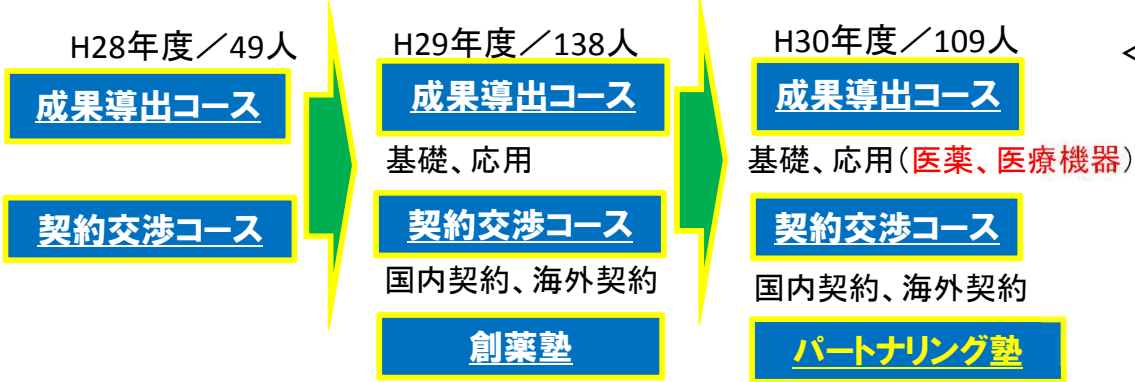 H28年度／49人
成果導出コース
契約交渉コース
H29年度／138人
成果導出コース
基礎、応用
契約交渉コース
国内契約、海外契約
創薬塾
H30年度／109人
成果導出コース
基礎、応用（医薬、医療機器）
契約交渉コース
国内契約、海外契約
パートナリング塾